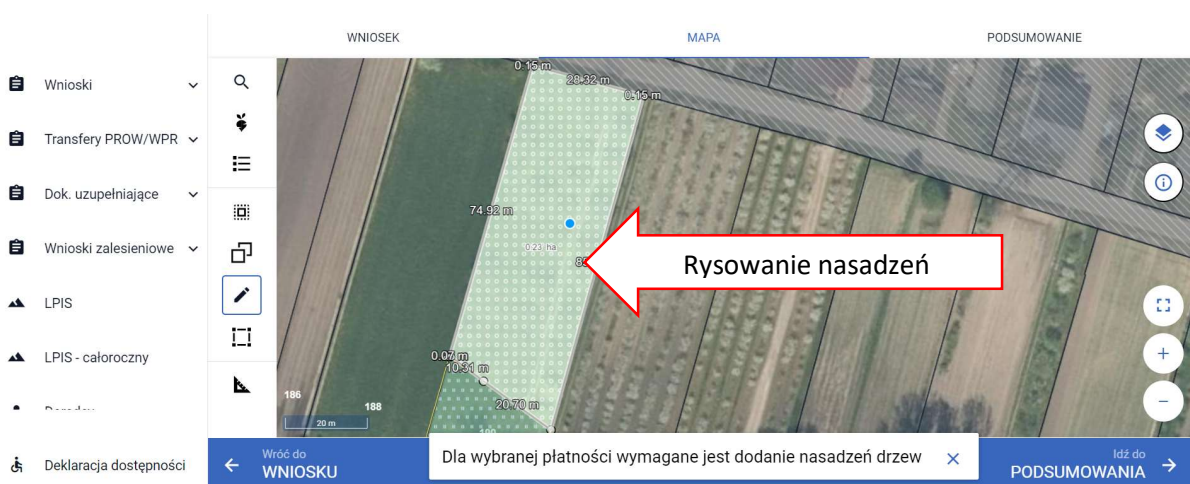 WNIOSEK
MAPA
PODSUMOWANIE
Wnioski
Transfery PROW/WPR
Dok. uzupełniające
Wnioski zalesieniowe
LPIS
LPIS - całoroczny
Deklaracja dostępności
0.15 m
28.32 m
0.15 m
74.92 m
0.23 ha
Rysowanie nasadzeń
0.07 m
10.31 m
20.70 m
186
188
20 m
Wróć do
WNIOSKU
Dla wybranej płatności wymagane jest dodanie nasadzeń drzew
Idź do
PODSUMOWANIA